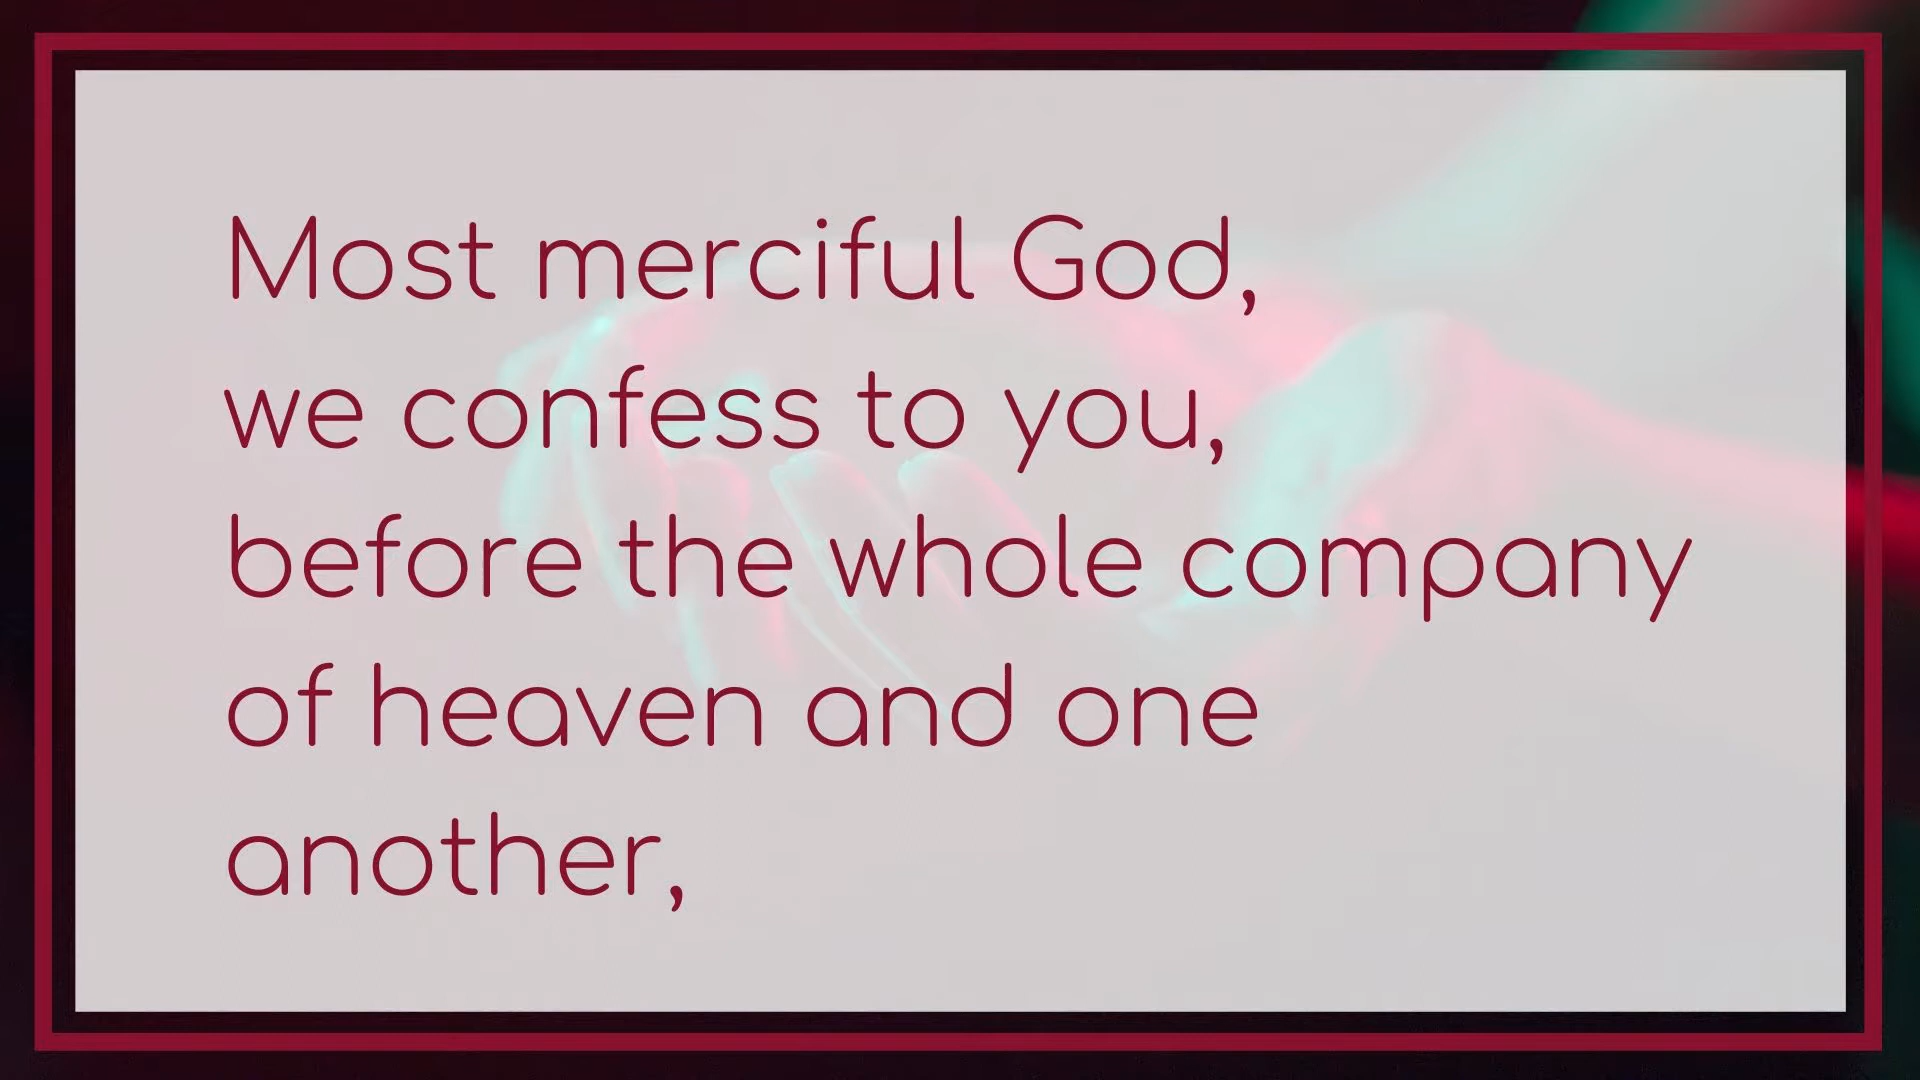 Most merciful God,
we confess to you,
before the whole company
of heaven and one
another,